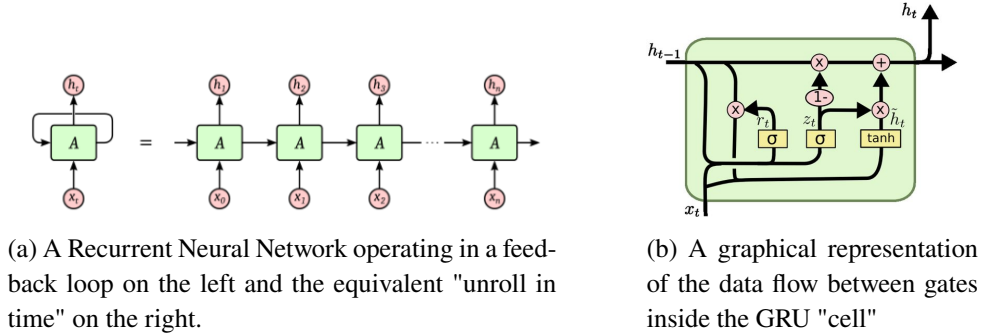 h_t
h_1 h_2 h_3 h_n
A = A A A ... A
x_t x_0 x_1 x_2 x_n
(a) A Recurrent Neural Network operating in a feed-
back loop on the left and the equivalent "unroll in
time" on the right.
h_t
h_{t-1}
x +
1-
x r_t z_t x h̃_t
σ σ tanh
x_t
(b) A graphical representation
of the data flow between gates
inside the GRU "cell"